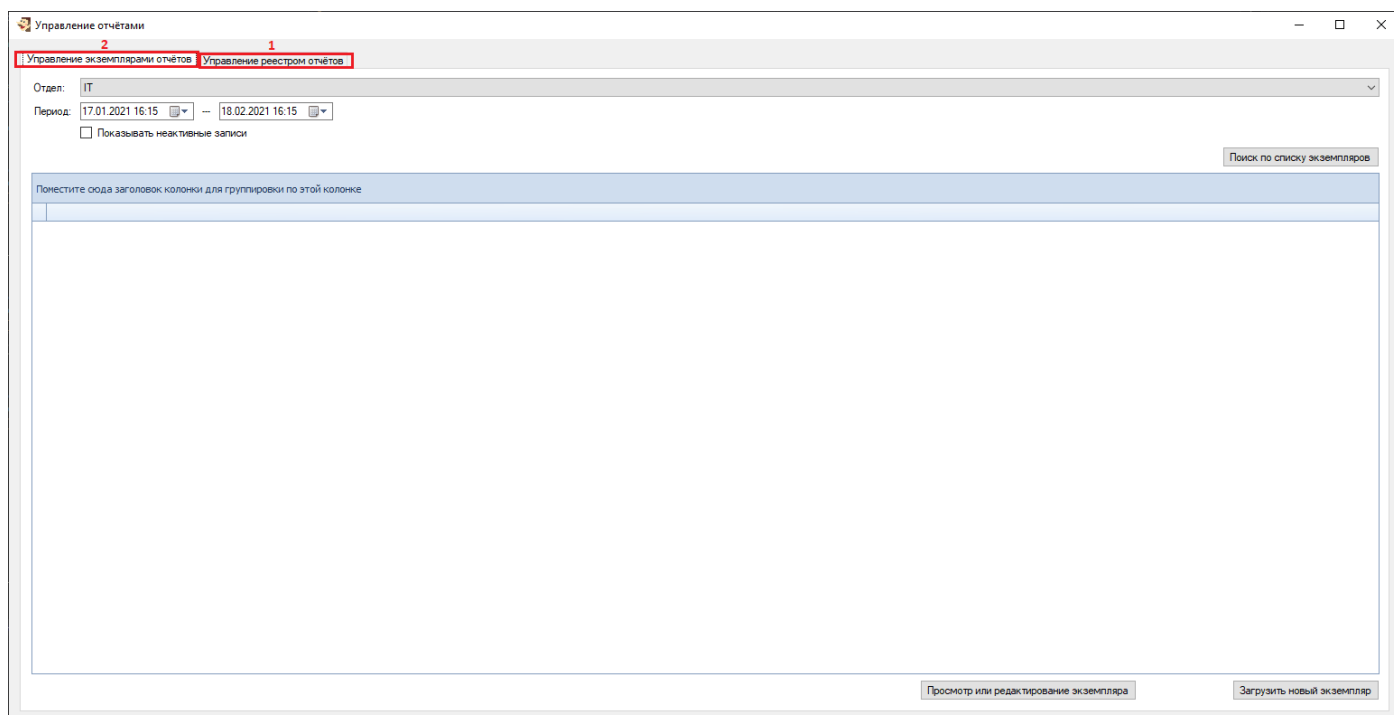 Управление отчётами
2 1
Управление экземплярами отчётов Управление реестром отчётов
Отдел: IT
Период: 17.01.2021 16:15 — 18.02.2021 16:15
Показывать неактивные записи
Поиск по списку экземпляров
Поместите сюда заголовок колонки для группировки по этой колонке
Просмотр или редактирование экземпляра Загрузить новый экземпляр